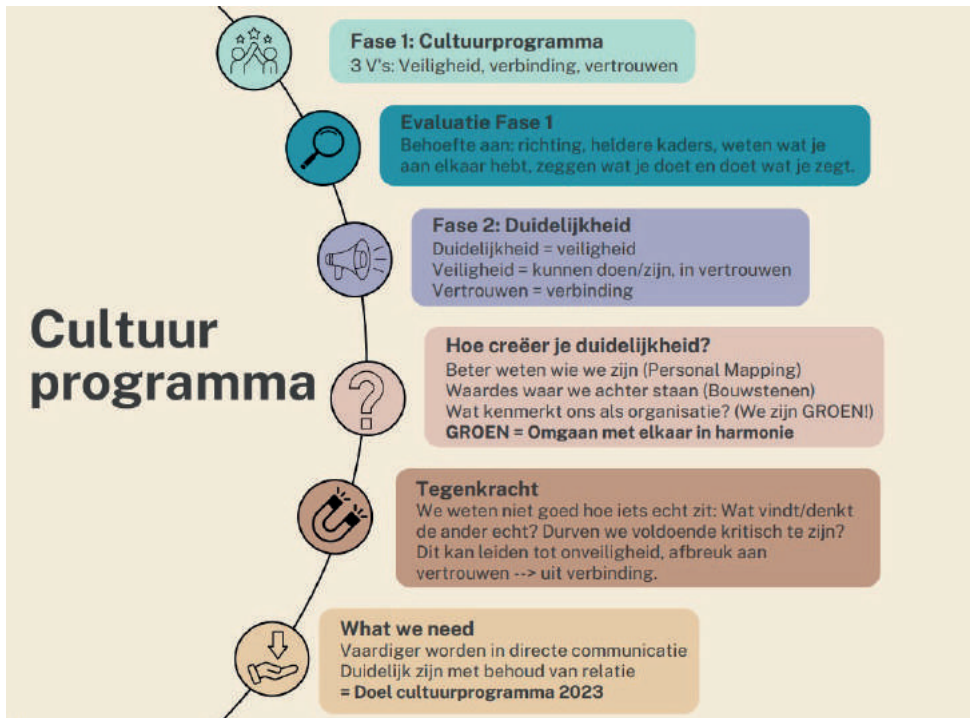 Cultuur
programma
Fase 1: Cultuurprogramma
3 V's: Veiligheid, verbinding, vertrouwen
Evaluatie Fase 1
Behoefte aan: richting, heldere kaders, weten wat je
aan elkaar hebt, zeggen wat je doet en doet wat je zegt.
Fase 2: Duidelijkheid
Duidelijkheid = veiligheid
Veiligheid = kunnen doen/zijn, in vertrouwen
Vertrouwen = verbinding
Hoe creëer je duidelijkheid?
Beter weten wie we zijn (Personal Mapping)
Waardes waar we achter staan (Bouwstenen)
Wat kenmerkt ons als organisatie? (We zijn GROEN!)
GROEN = Omgaan met elkaar in harmonie
Tegenkracht
We weten niet goed hoe iets echt zit: Wat vindt/denkt
de ander echt? Durven we voldoende kritisch te zijn?
Dit kan leiden tot onveiligheid, afbreuk aan
vertrouwen --> uit verbinding.
What we need
Vaardiger worden in directe communicatie
Duidelijk zijn met behoud van relatie
= Doel cultuurprogramma 2023